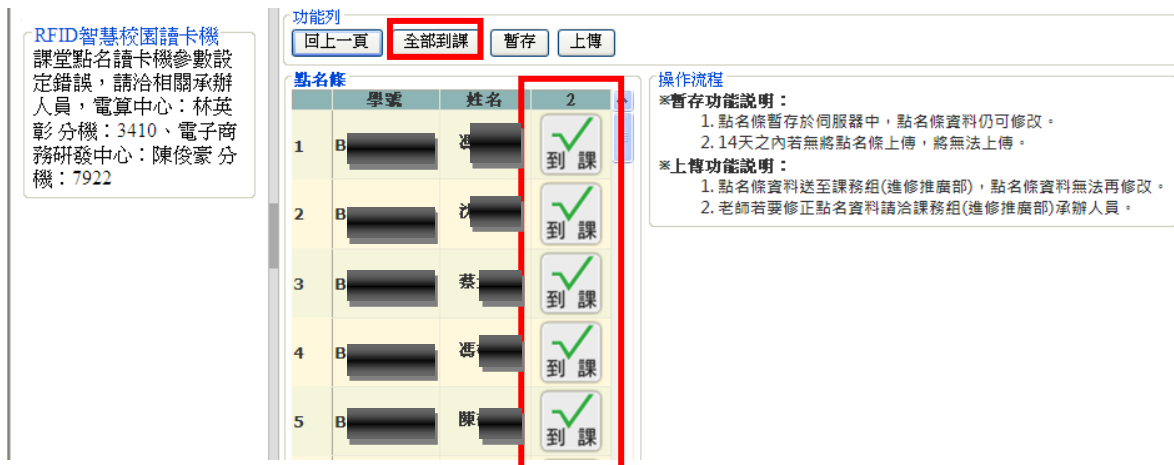 RFID智慧校園讀卡機
課堂點名讀卡機參數設
定錯誤，請洽相關承辦
人員，電算中心：林英
彰 分機：3410、電子商
務研發中心：陳俊豪 分
機：7922
功能列
回上一頁 全部到課 暫存 上傳
點名條
學號 姓名 2
1 B 馮 到 課
2 B 沈 到 課
3 B 蔡 到 課
4 B 馮 到 課
5 B 陳 到 課
操作流程
※暫存功能説明：
1. 點名條暫存於伺服器中，點名條資料仍可修改。
2. 14天之內若無將點名條上傳，將無法上傳。
※上傳功能説明：
1. 點名條資料送至課務組(進修推廣部)，點名條資料無法再修改。
2. 老師若要修正點名資料請洽課務組(進修推廣部)承辦人員。